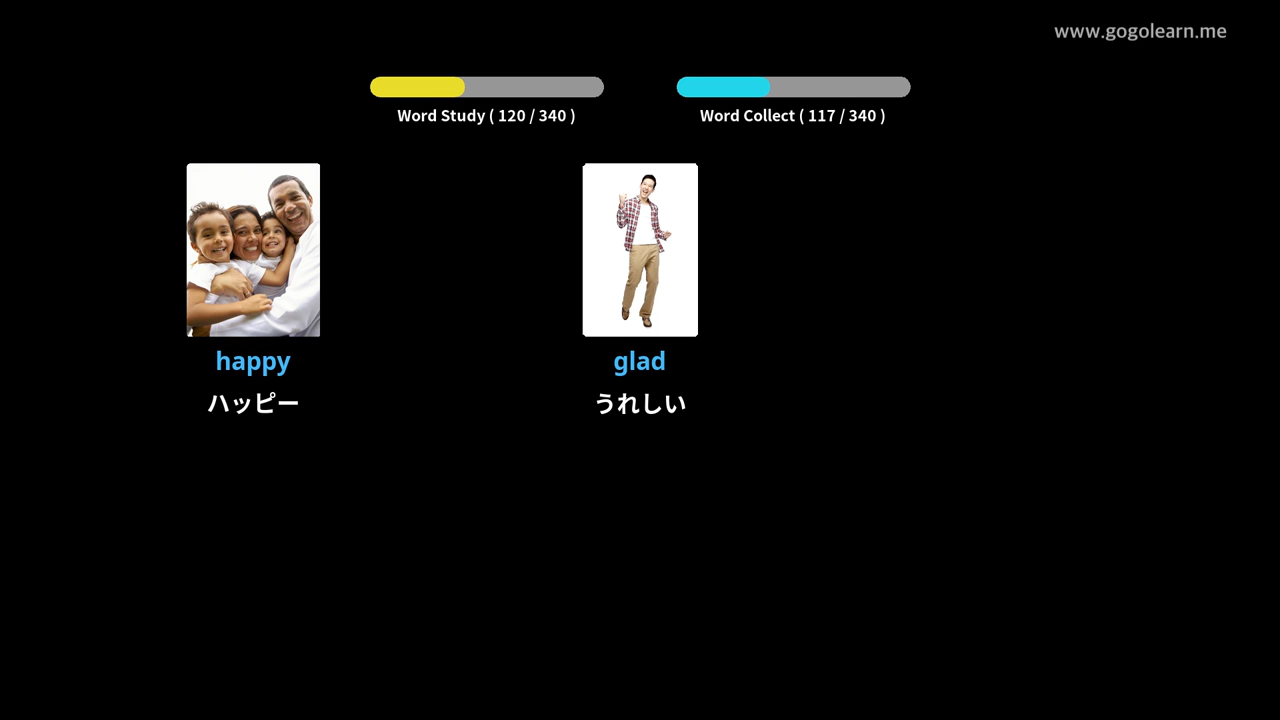 www.gogolearn.me
Word Study ( 120 / 340 )
Word Collect ( 117 / 340 )
happy
ハッピー
glad
うれしい